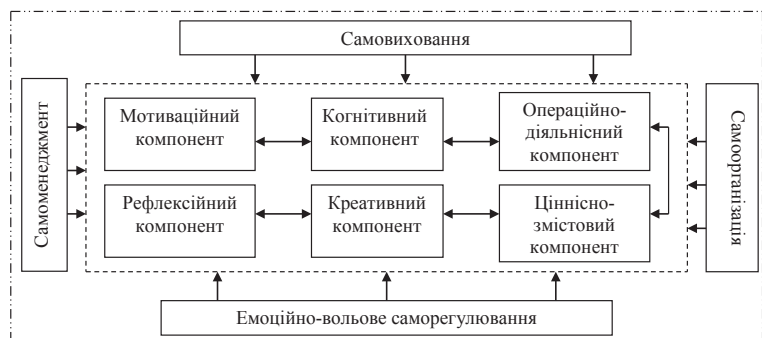 Самовиховання
Самоменеджмент
Мотиваційний
компонент
Когнітивний
компонент
Операційно-
діяльнісний
компонент
Рефлексійний
компонент
Креативний
компонент
Ціннісно-
змістовий
компонент
Самоорганізація
Емоційно-вольове саморегулювання